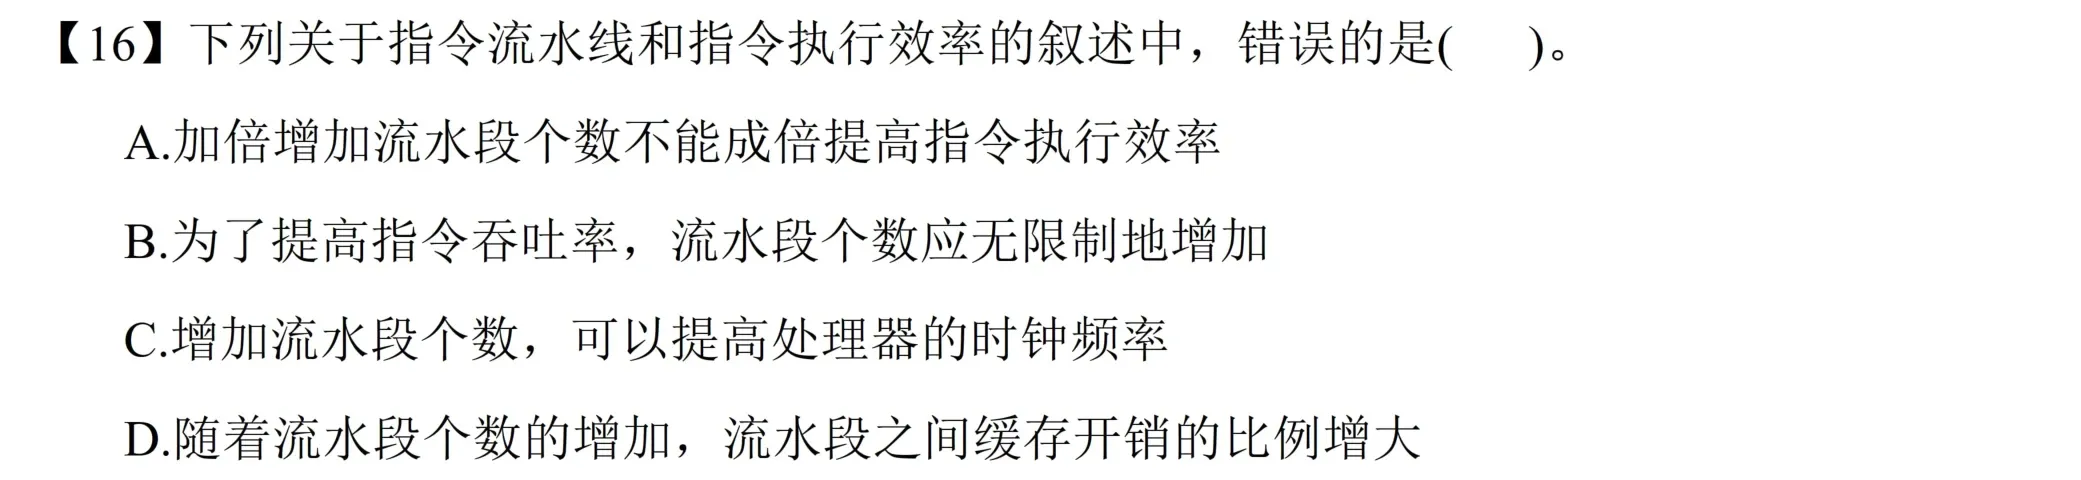 【16】下列关于指令流水线和指令执行效率的叙述中，错误的是(　　)。
A.加倍增加流水段个数不能成倍提高指令执行效率
B.为了提高指令吞吐率，流水段个数应无限制地增加
C.增加流水段个数，可以提高处理器的时钟频率
D.随着流水段个数的增加，流水段之间缓存开销的比例增大